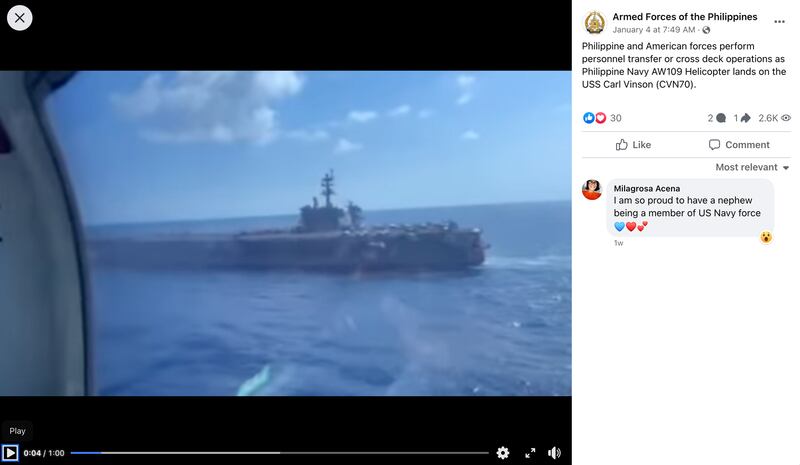 Armed Forces of the Philippines
January 4 at 7:49 AM ·
Philippine and American forces perform
personnel transfer or cross deck operations as
Philippine Navy AW109 Helicopter lands on the
USS Carl Vinson (CVN70).
30
2 1 2.6K
Like Comment
Most relevant
Milagrosa Acena
I am so proud to have a nephew
being a member of US Navy force
💙❤️💕
1w
Play
0:04 / 1:00